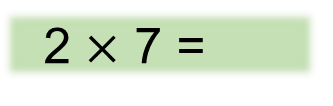 2 × 7 =